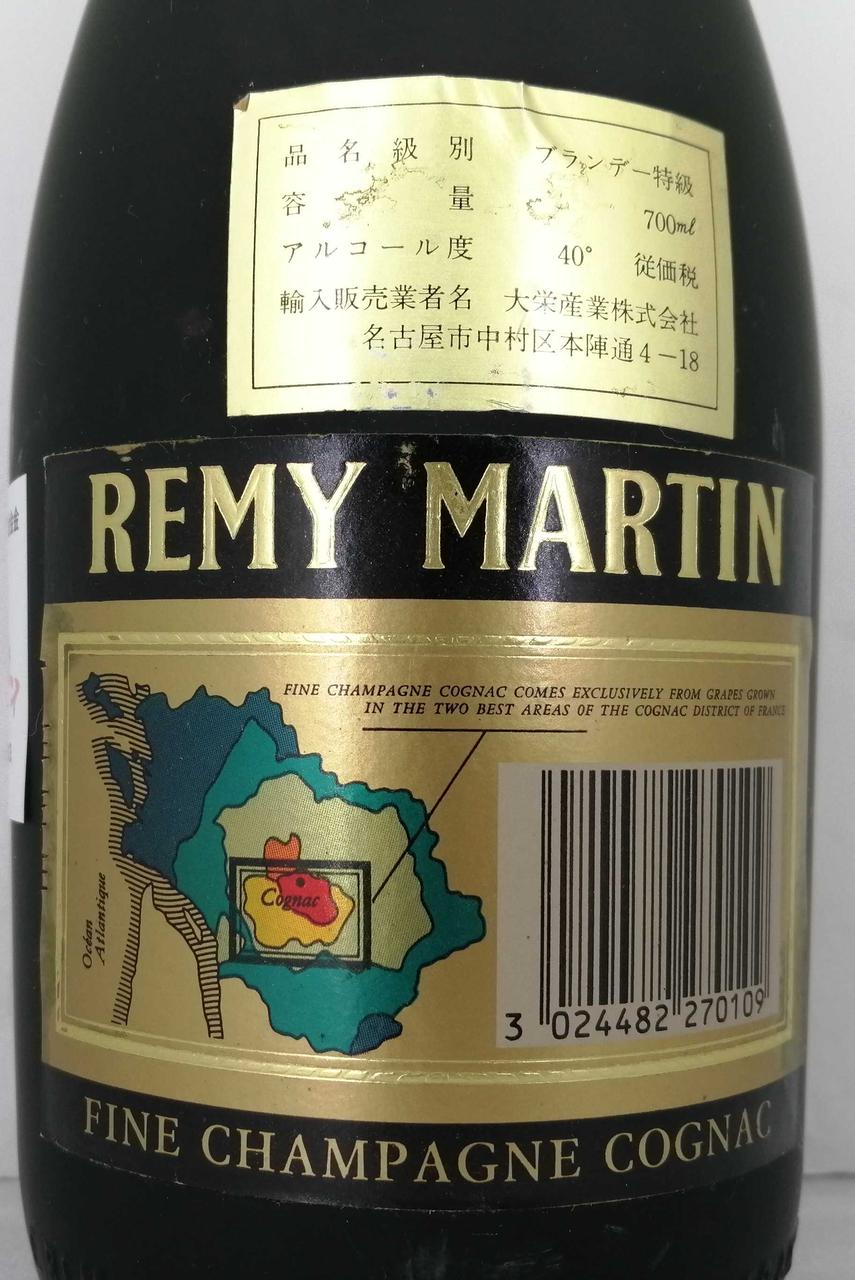 品名級別 ブランデー特級
容量 700ml
アルコール度 40° 従価税
輸入販売業者名 大栄産業株式会社
名古屋市中村区本陣通4-18
REMY MARTIN
FINE CHAMPAGNE COGNAC COMES EXCLUSIVELY FROM GRAPES GROWN
IN THE TWO BEST AREAS OF THE COGNAC DISTRICT OF FRANCE
Cognac
Océan
Atlantique
3 024482 270109
FINE CHAMPAGNE COGNAC